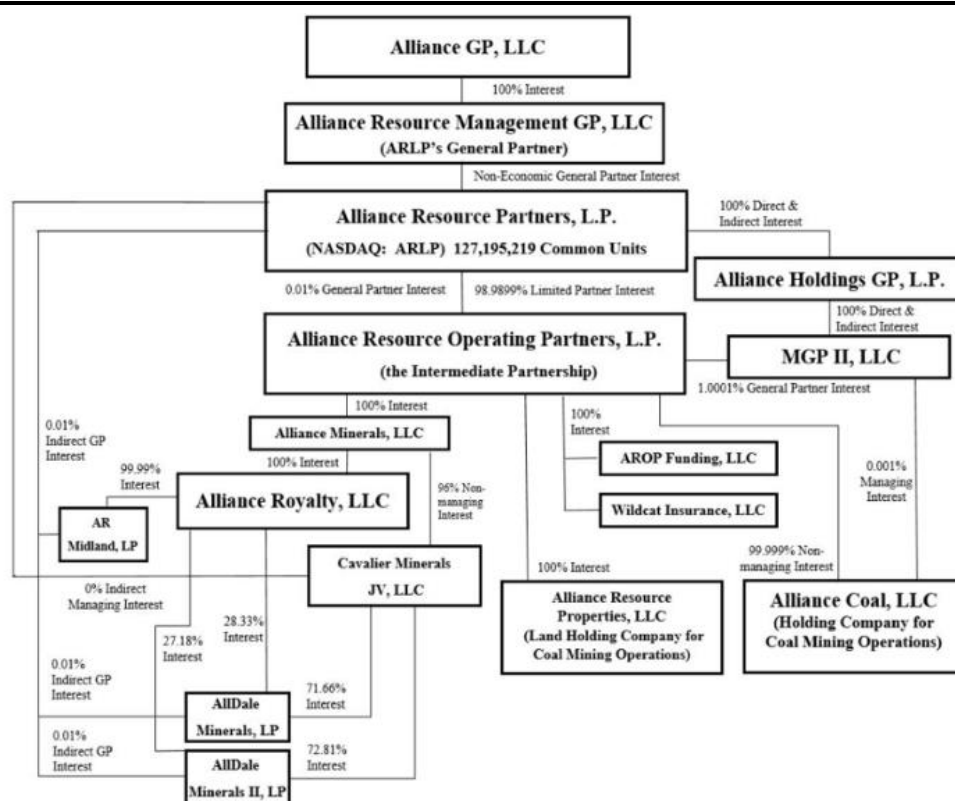 Alliance GP, LLC
100% Interest
Alliance Resource Management GP, LLC
(ARLP's General Partner)
Non-Economic General Partner Interest
Alliance Resource Partners, L.P.
(NASDAQ: ARLP) 127,195,219 Common Units
100% Direct &
Indirect Interest
0.01% General Partner Interest
98.9899% Limited Partner Interest
Alliance Holdings GP, L.P.
100% Direct &
Indirect Interest
Alliance Resource Operating Partners, L.P.
(the Intermediate Partnership)
MGP II, LLC
1.0001% General Partner Interest
100% Interest
Alliance Minerals, LLC
100%
Interest
AROP Funding, LLC
Wildcat Insurance, LLC
0.01%
Indirect GP
Interest
100% Interest
99.99%
Interest
Alliance Royalty, LLC
96% Non-
managing
Interest
0.001%
Managing
Interest
AR
Midland, LP
Cavalier Minerals
JV, LLC
100% Interest
99.999% Non-
managing Interest
0% Indirect
Managing Interest
Alliance Resource
Properties, LLC
(Land Holding Company for
Coal Mining Operations)
Alliance Coal, LLC
(Holding Company for
Coal Mining Operations)
27.18%
Interest
28.33%
Interest
0.01%
Indirect GP
Interest
71.66%
Interest
AllDale
Minerals, LP
0.01%
Indirect GP
Interest
72.81%
Interest
AllDale
Minerals II, LP